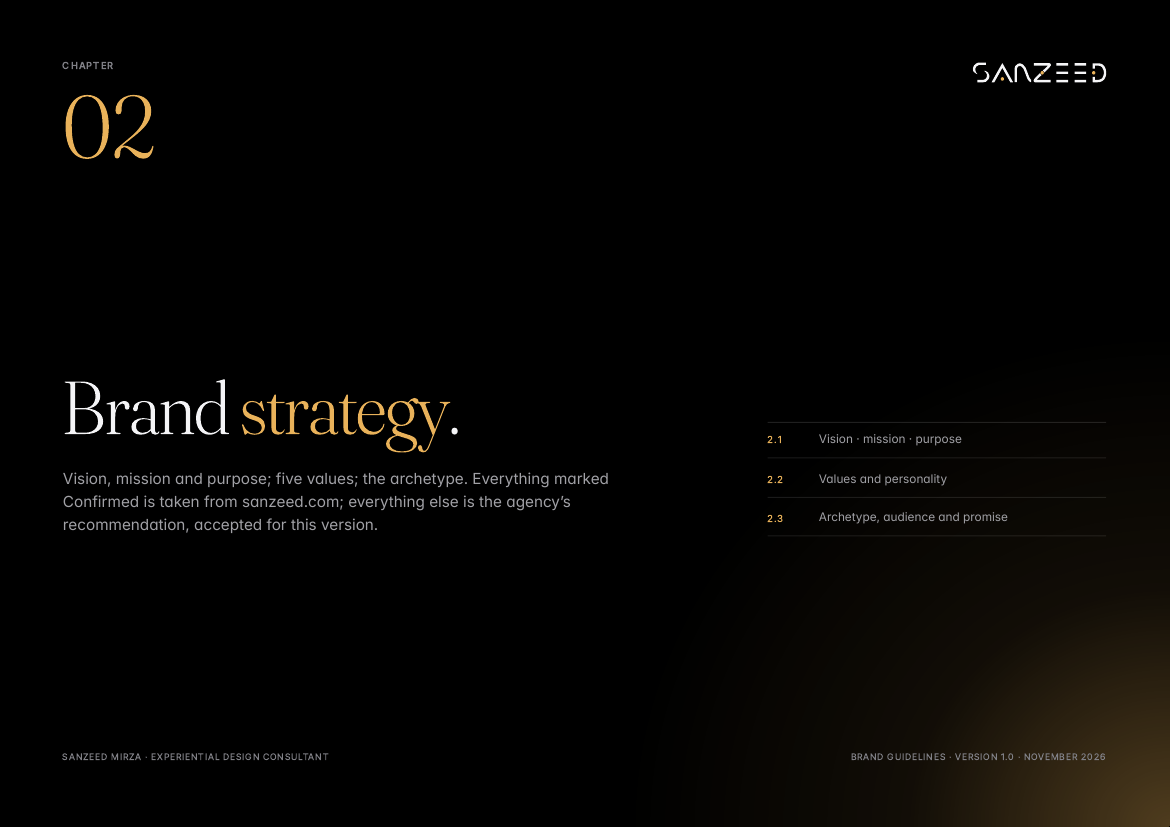 CHAPTER
SANZEED
02
Brand strategy.
Vision, mission and purpose; five values; the archetype. Everything marked
Confirmed is taken from sanzeed.com; everything else is the agency’s
recommendation, accepted for this version.
2.1 Vision · mission · purpose
2.2 Values and personality
2.3 Archetype, audience and promise
SANZEED MIRZA · EXPERIENTIAL DESIGN CONSULTANT
BRAND GUIDELINES · VERSION 1.0 · NOVEMBER 2026